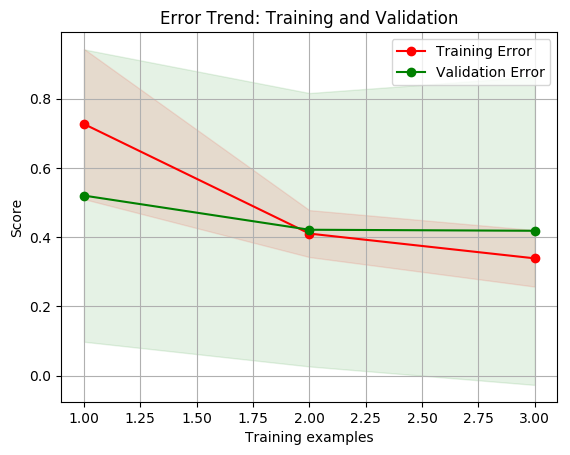 Error Trend: Training and Validation
Training Error
Validation Error
Score
0.8
0.6
0.4
0.2
0.0
1.00 1.25 1.50 1.75 2.00 2.25 2.50 2.75 3.00
Training examples